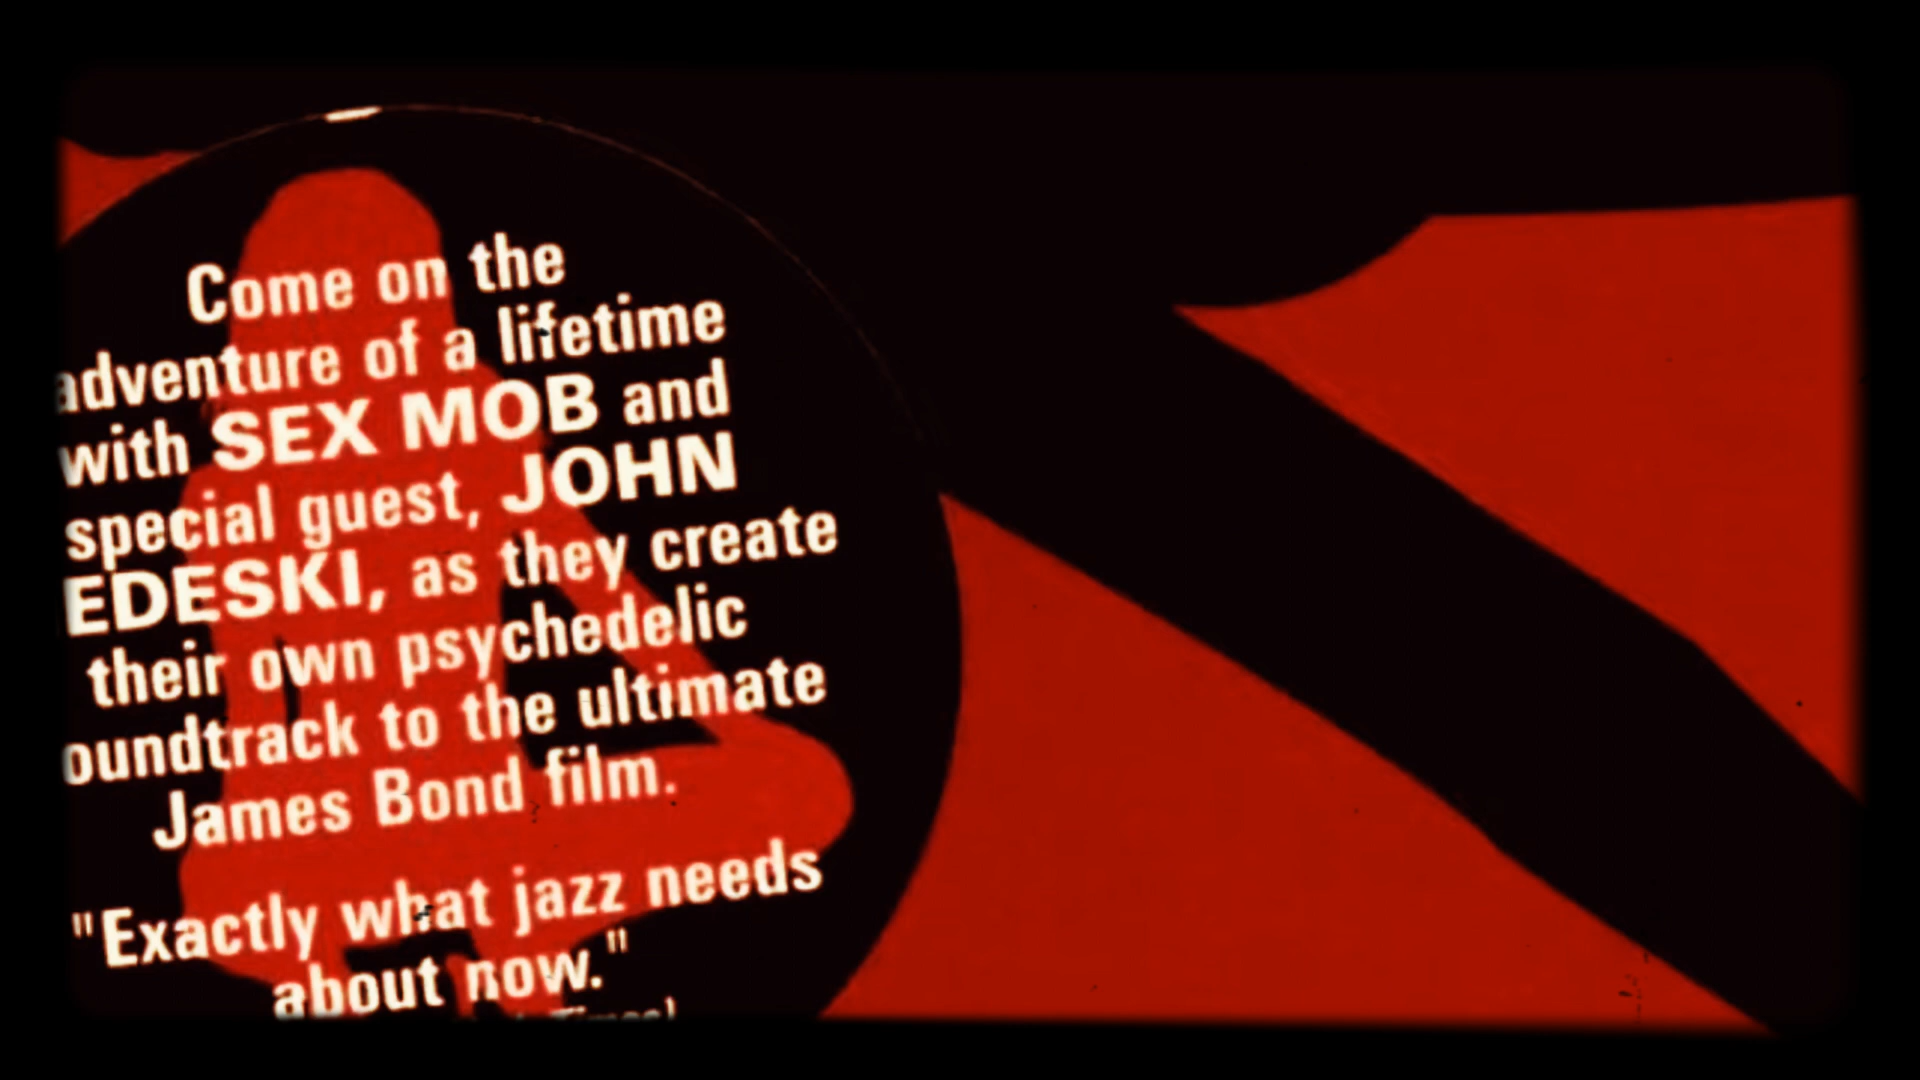 Come on the
adventure of a lifetime
with SEX MOB and
special guest, JOHN
EDESKI, as they create
their own psychedelic
oundtrack to the ultimate
James Bond film.
"Exactly what jazz needs
about now."
Times)